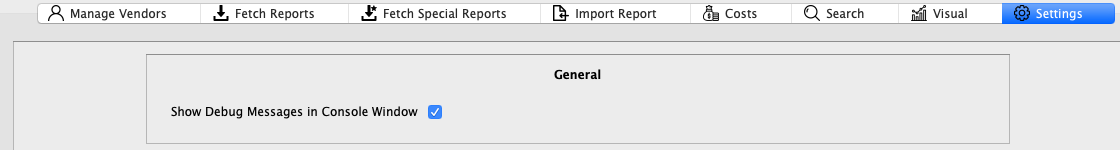 Manage Vendors Fetch Reports Fetch Special Reports Import Report Costs Search Visual Settings
General
Show Debug Messages in Console Window